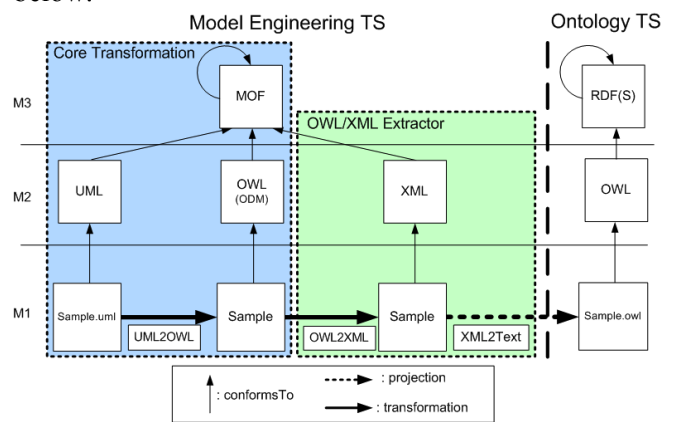 Model Engineering TS
Ontology TS
Core Transformation
M3
MOF
RDF(S)
OWL/XML Extractor
M2
UML
OWL
(ODM)
XML
OWL
M1
Sample.uml
Sample
Sample
Sample.owl
UML2OWL
OWL2XML
XML2Text
: conformsTo
: projection
: transformation